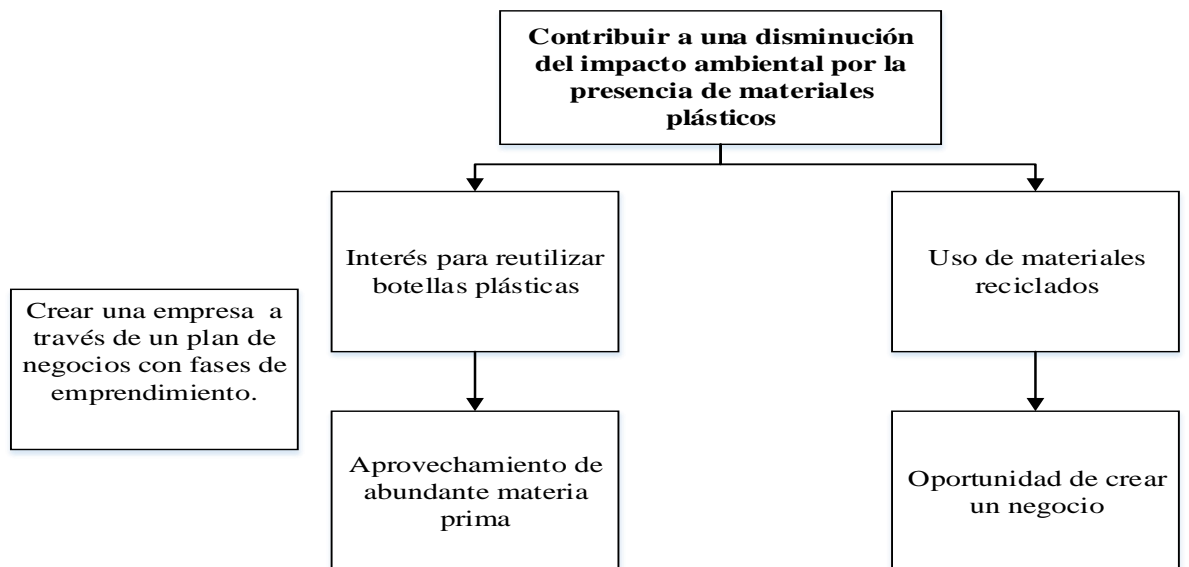 Contribuir a una disminución
del impacto ambiental por la
presencia de materiales
plásticos
Interés para reutilizar
botellas plásticas
Uso de materiales
reciclados
Crear una empresa a
través de un plan de
negocios con fases de
emprendimiento.
Aprovechamiento de
abundante materia
prima
Oportunidad de crear
un negocio